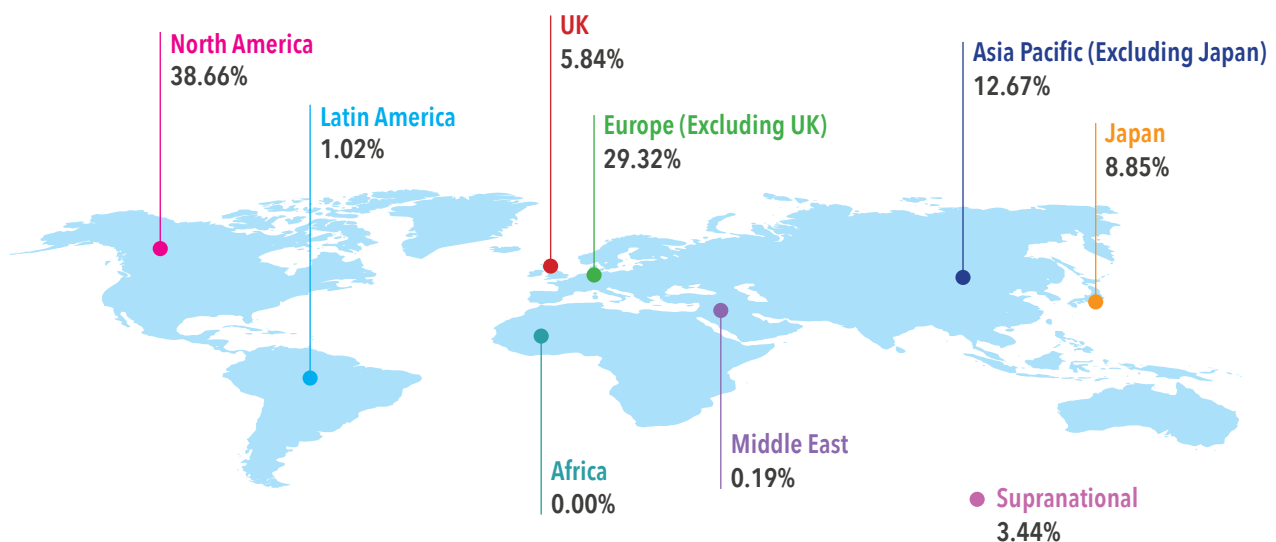 North America
38.66%
Latin America
1.02%
UK
5.84%
Europe (Excluding UK)
29.32%
Asia Pacific (Excluding Japan)
12.67%
Japan
8.85%
Africa
0.00%
Middle East
0.19%
Supranational
3.44%